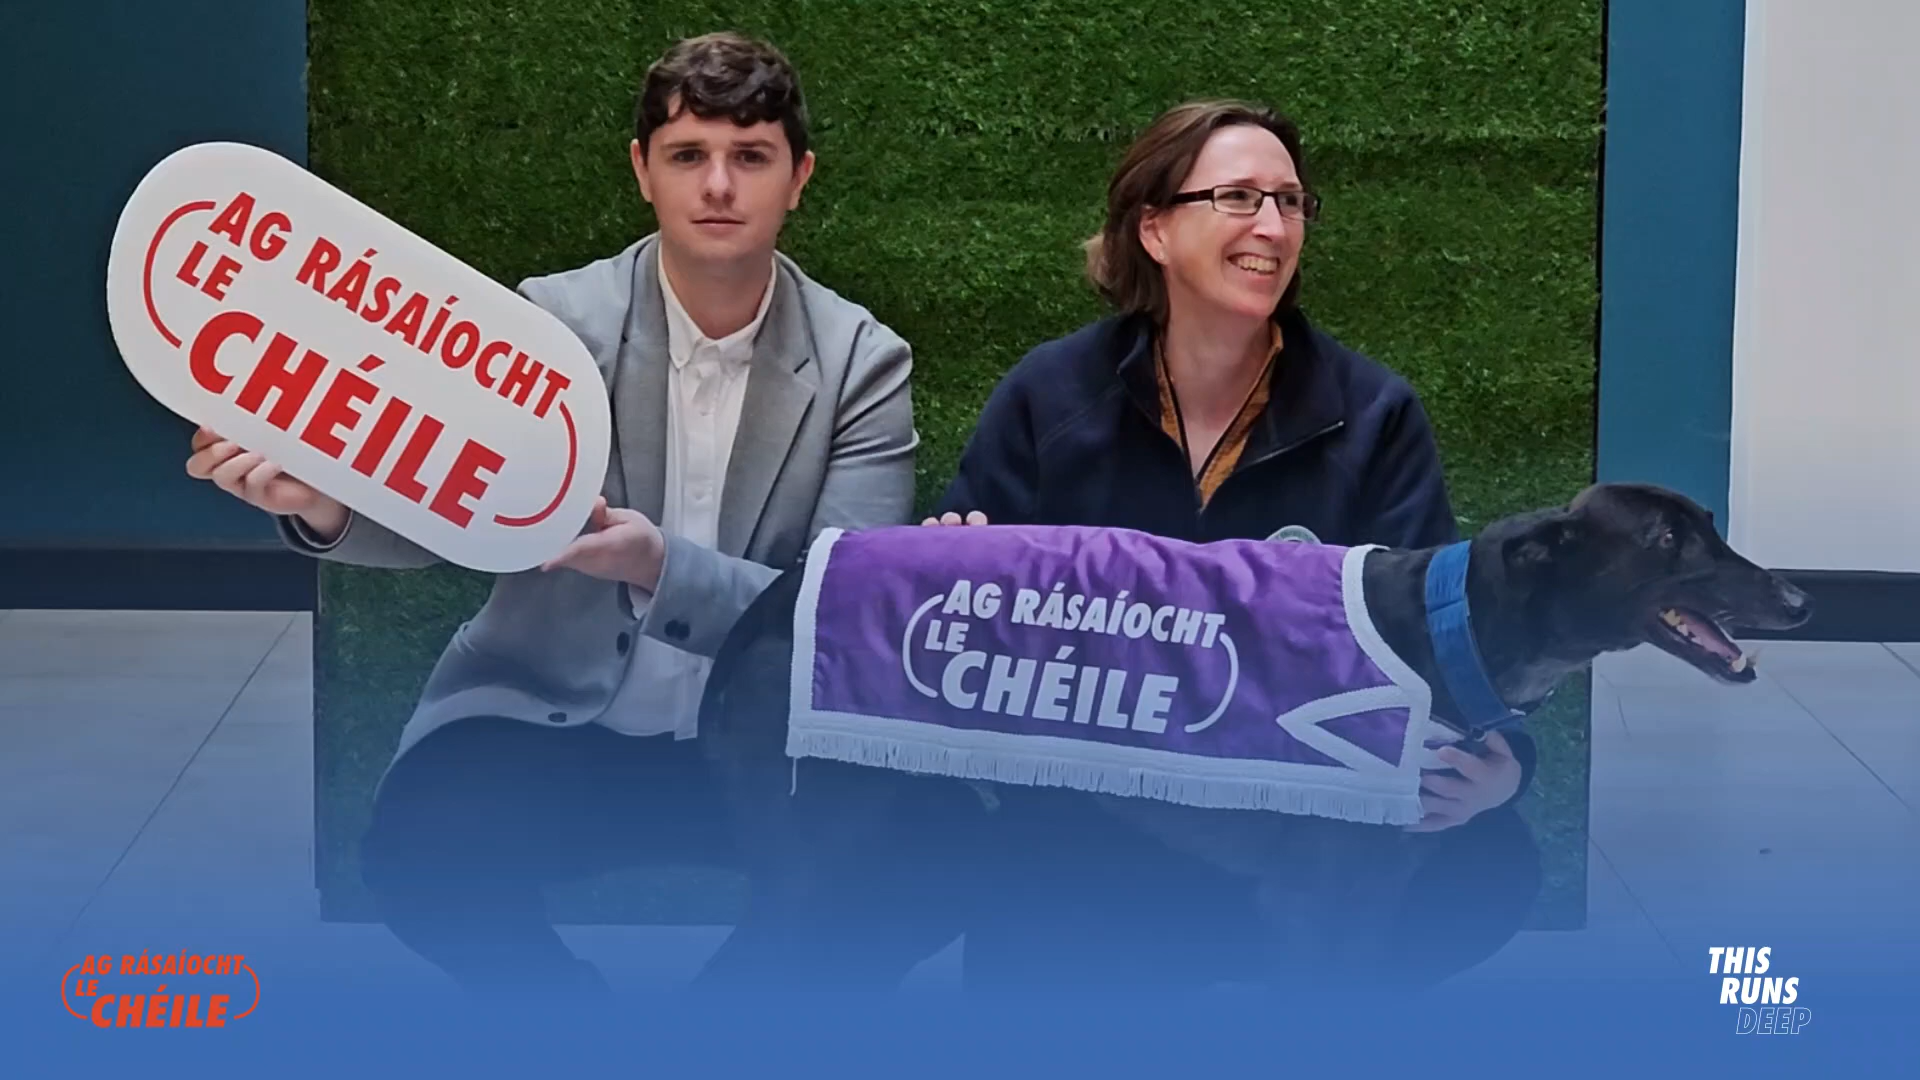 AG RÁSAÍOCHT
LE
CHÉILE
AG RÁSAÍOCHT
LE
CHÉILE
AG RÁSAÍOCHT
LE
CHÉILE
THIS
RUNS
DEEP